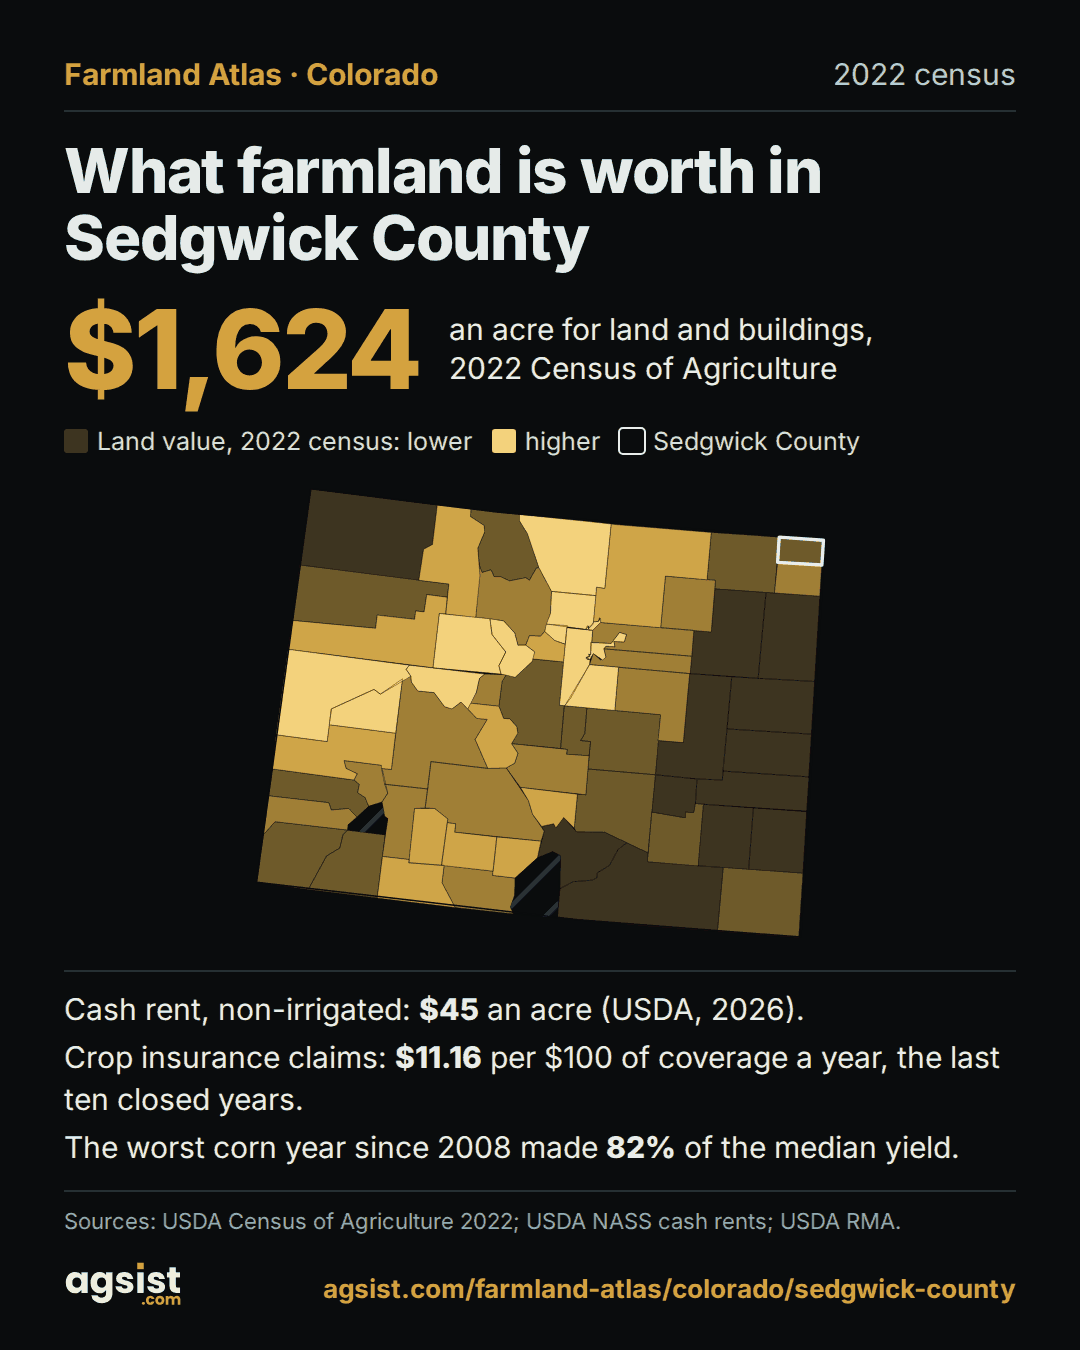 Farmland Atlas · Colorado
2022 census
What farmland is worth in
Sedgwick County
$1,624
an acre for land and buildings,
2022 Census of Agriculture
Land value, 2022 census: lower
higher
Sedgwick County
Cash rent, non-irrigated: $45 an acre (USDA, 2026).
Crop insurance claims: $11.16 per $100 of coverage a year, the last
ten closed years.
The worst corn year since 2008 made 82% of the median yield.
Sources: USDA Census of Agriculture 2022; USDA NASS cash rents; USDA RMA.
agsist
.com
agsist.com/farmland-atlas/colorado/sedgwick-county